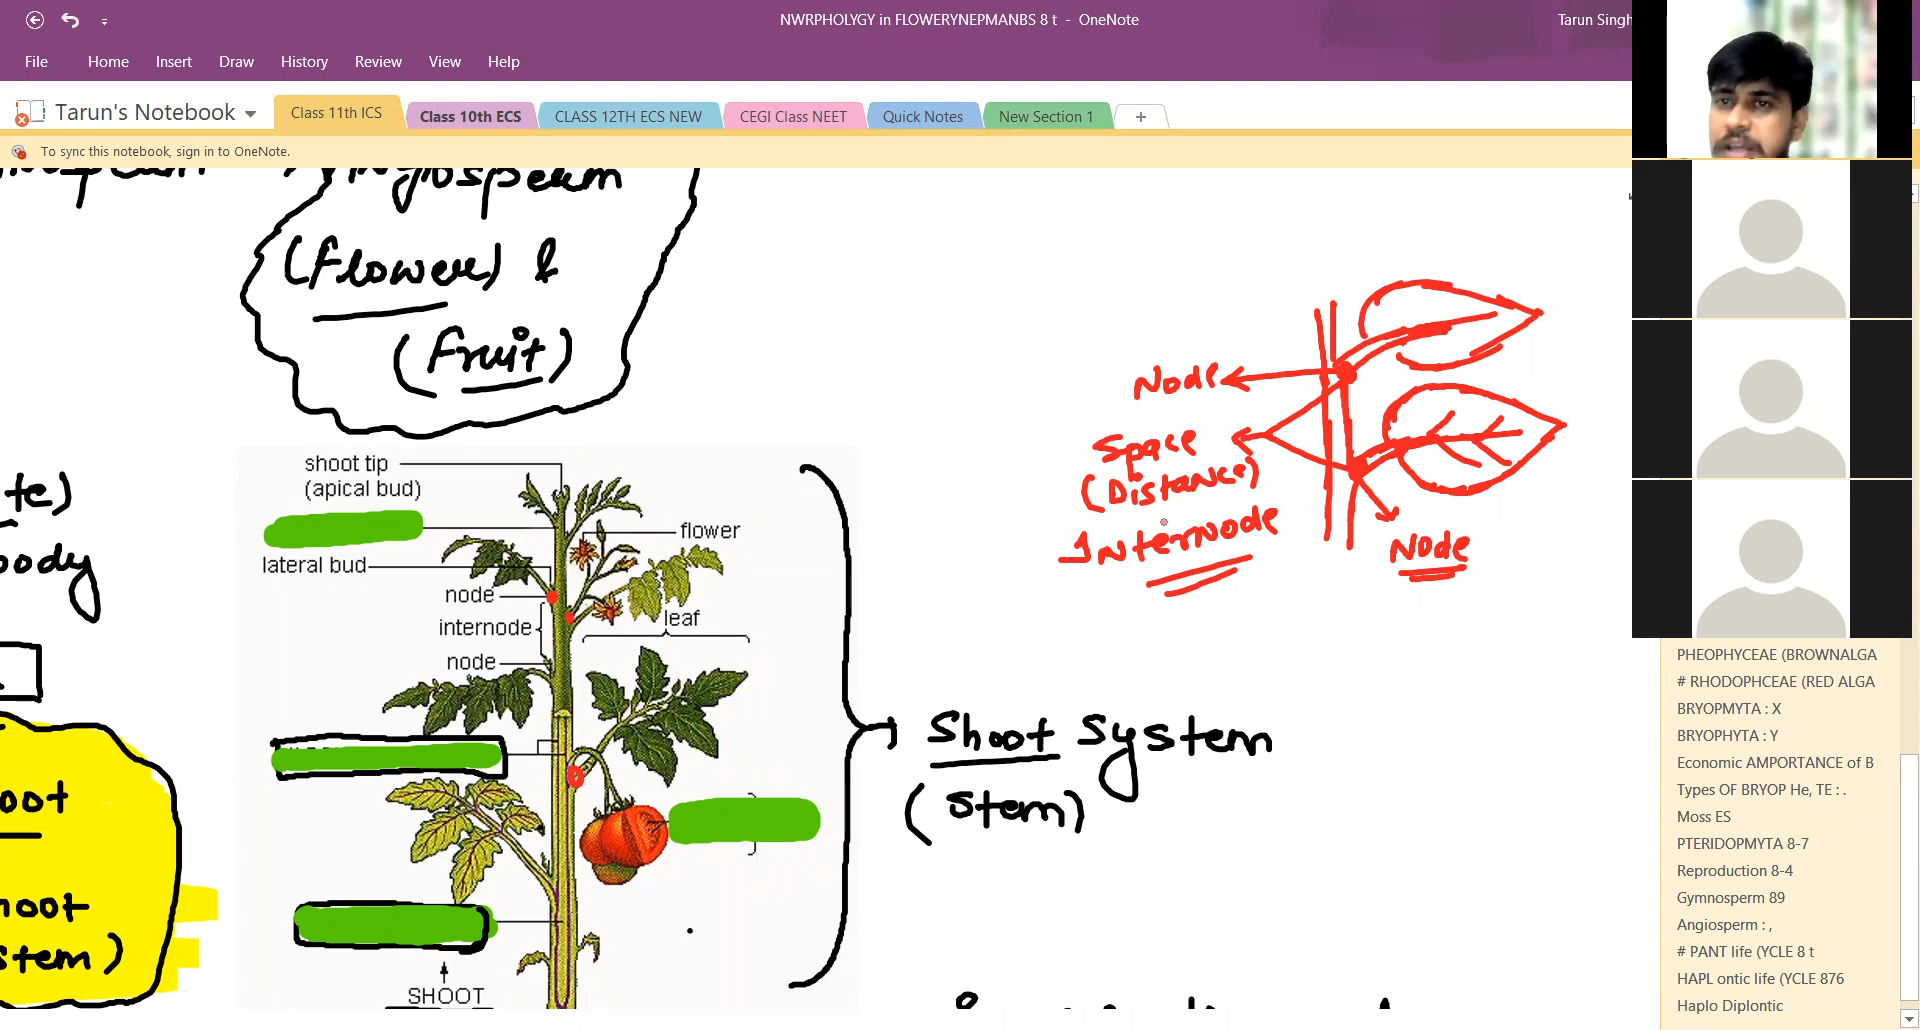 NWRPHOLYGY in FLOWERYNEPMANBS 8 t - OneNote
Tarun Singh
File Home Insert Draw History Review View Help
Tarun's Notebook
Class 11th ICS
Class 10th ECS
CLASS 12TH ECS NEW
CEGI Class NEET
Quick Notes
New Section 1
To sync this notebook, sign in to OneNote.
(Flower) &
(Fruit)
Node
Space
(Distance)
Internode
Node
shoot tip
(apical bud)
flower
lateral bud
node
leaf
internode
node
Shoot System
(Stem)
SHOOT
body
PHEOPHYCEAE (BROWNALGA
# RHODOPHCEAE (RED ALGA
BRYOPMYTA : X
BRYOPHYTA : Y
Economic AMPORTANCE of B
Types OF BRYOP He, TE : .
Moss ES
PTERIDOPMYTA 8-7
Reproduction 8-4
Gymnosperm 89
Angiosperm : ,
# PANT life (YCLE 8 t
HAPL ontic life (YCLE 876
Haplo Diplontic